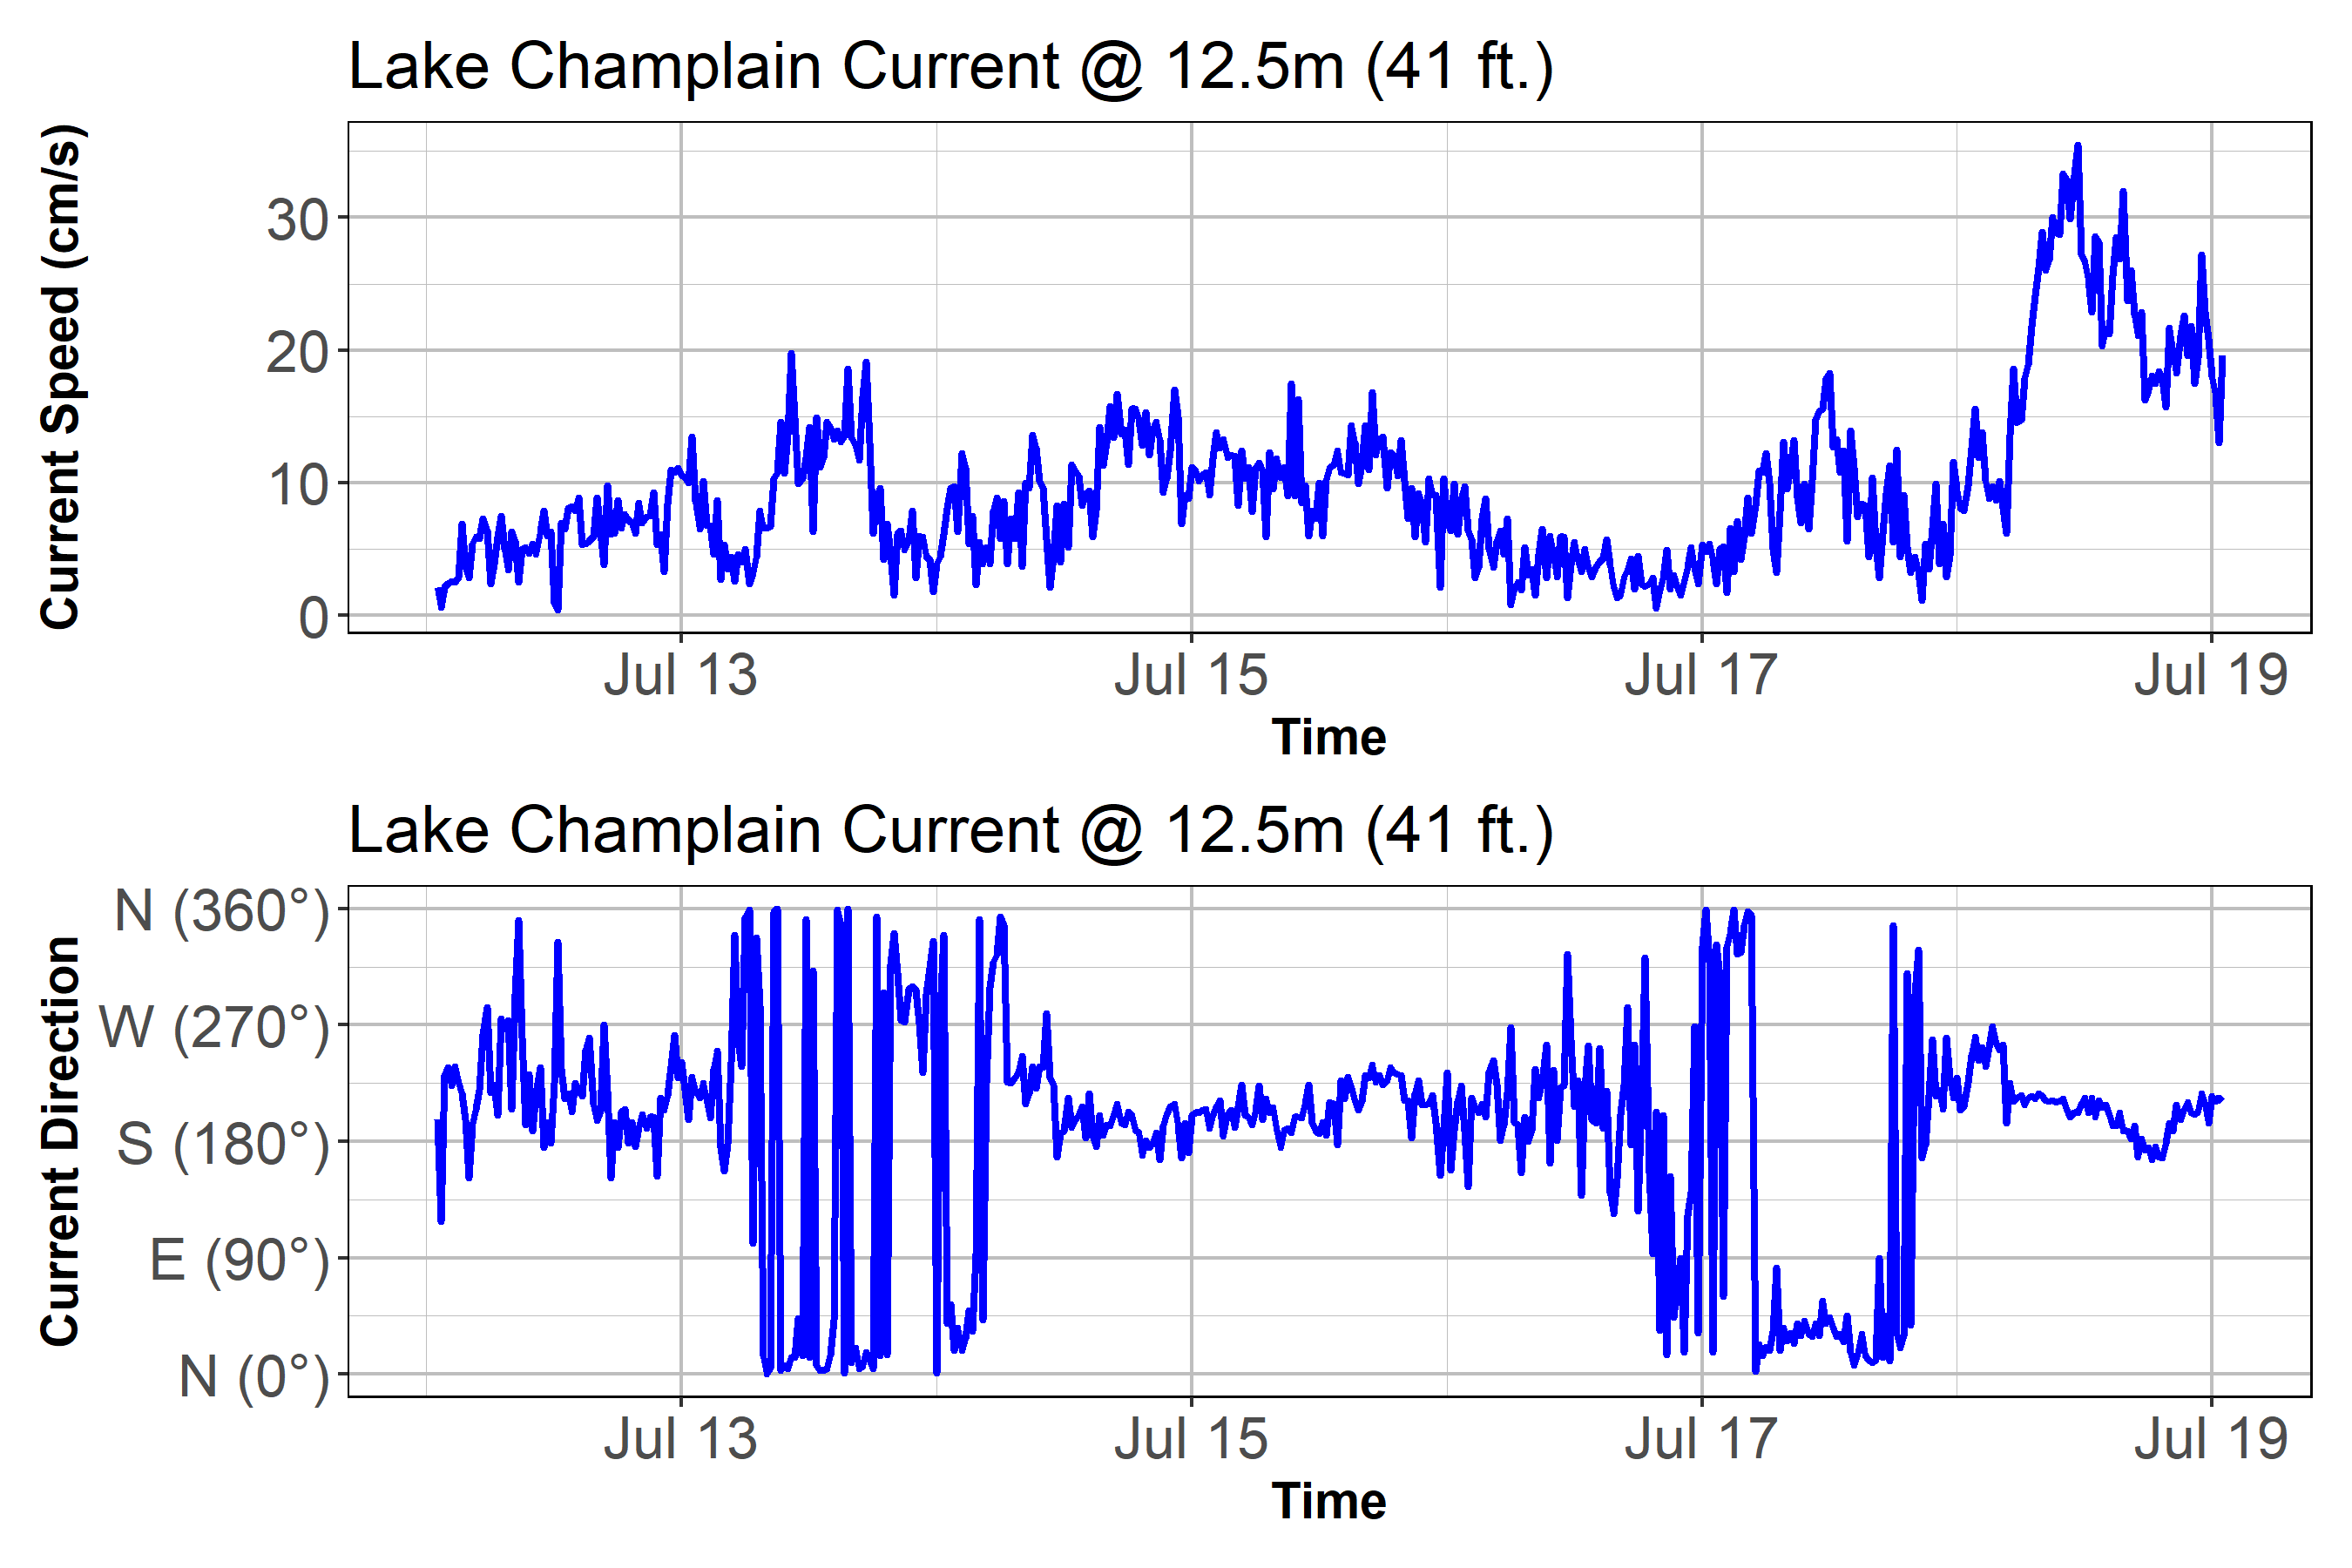 Lake Champlain Current @ 12.5m (41 ft.)
Current Speed (cm/s)
30
20
10
0
Jul 13 Jul 15 Jul 17 Jul 19
Time
Lake Champlain Current @ 12.5m (41 ft.)
Current Direction
N (360°)
W (270°)
S (180°)
E (90°)
N (0°)
Jul 13 Jul 15 Jul 17 Jul 19
Time